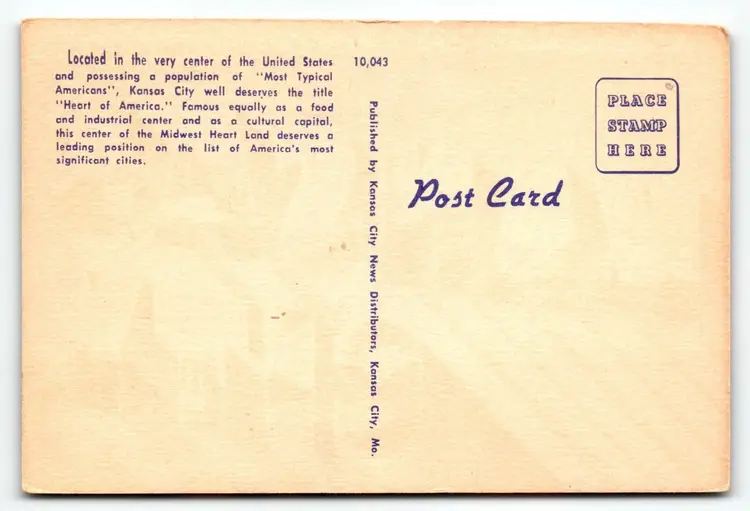 Located in the very center of the United States
and possessing a population of "Most Typical
Americans", Kansas City well deserves the title
"Heart of America." Famous equally as a food
and industrial center and as a cultural capital,
this center of the Midwest Heart Land deserves a
leading position on the list of America's most
significant cities.
10,043
Published by Kansas City News Distributors, Kansas City, Mo.
Post Card
PLACE
STAMP
HERE